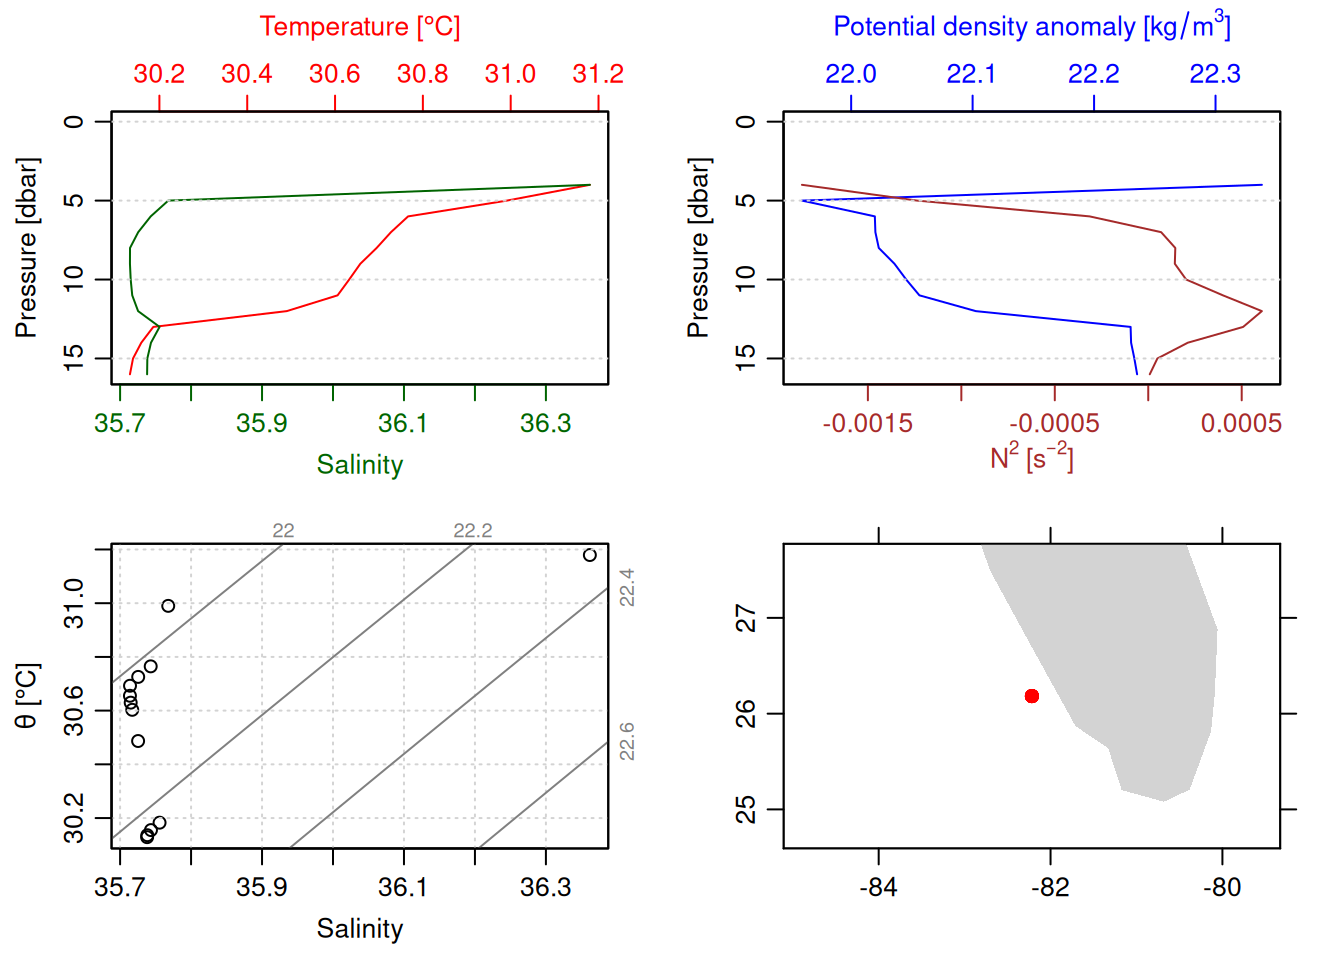 Temperature [°C]
30.2 30.4 30.6 30.8 31.0 31.2
Pressure [dbar]
0
5
10
15
35.7 35.9 36.1 36.3
Salinity
Potential density anomaly [kg/m³]
22.0 22.1 22.2 22.3
Pressure [dbar]
0
5
10
15
-0.0015 -0.0005 0.0005
N² [s⁻²]
22 22.2
22.4
22.6
θ [°C]
31.0
30.6
30.2
35.7 35.9 36.1 36.3
Salinity
27
26
25
-84 -82 -80